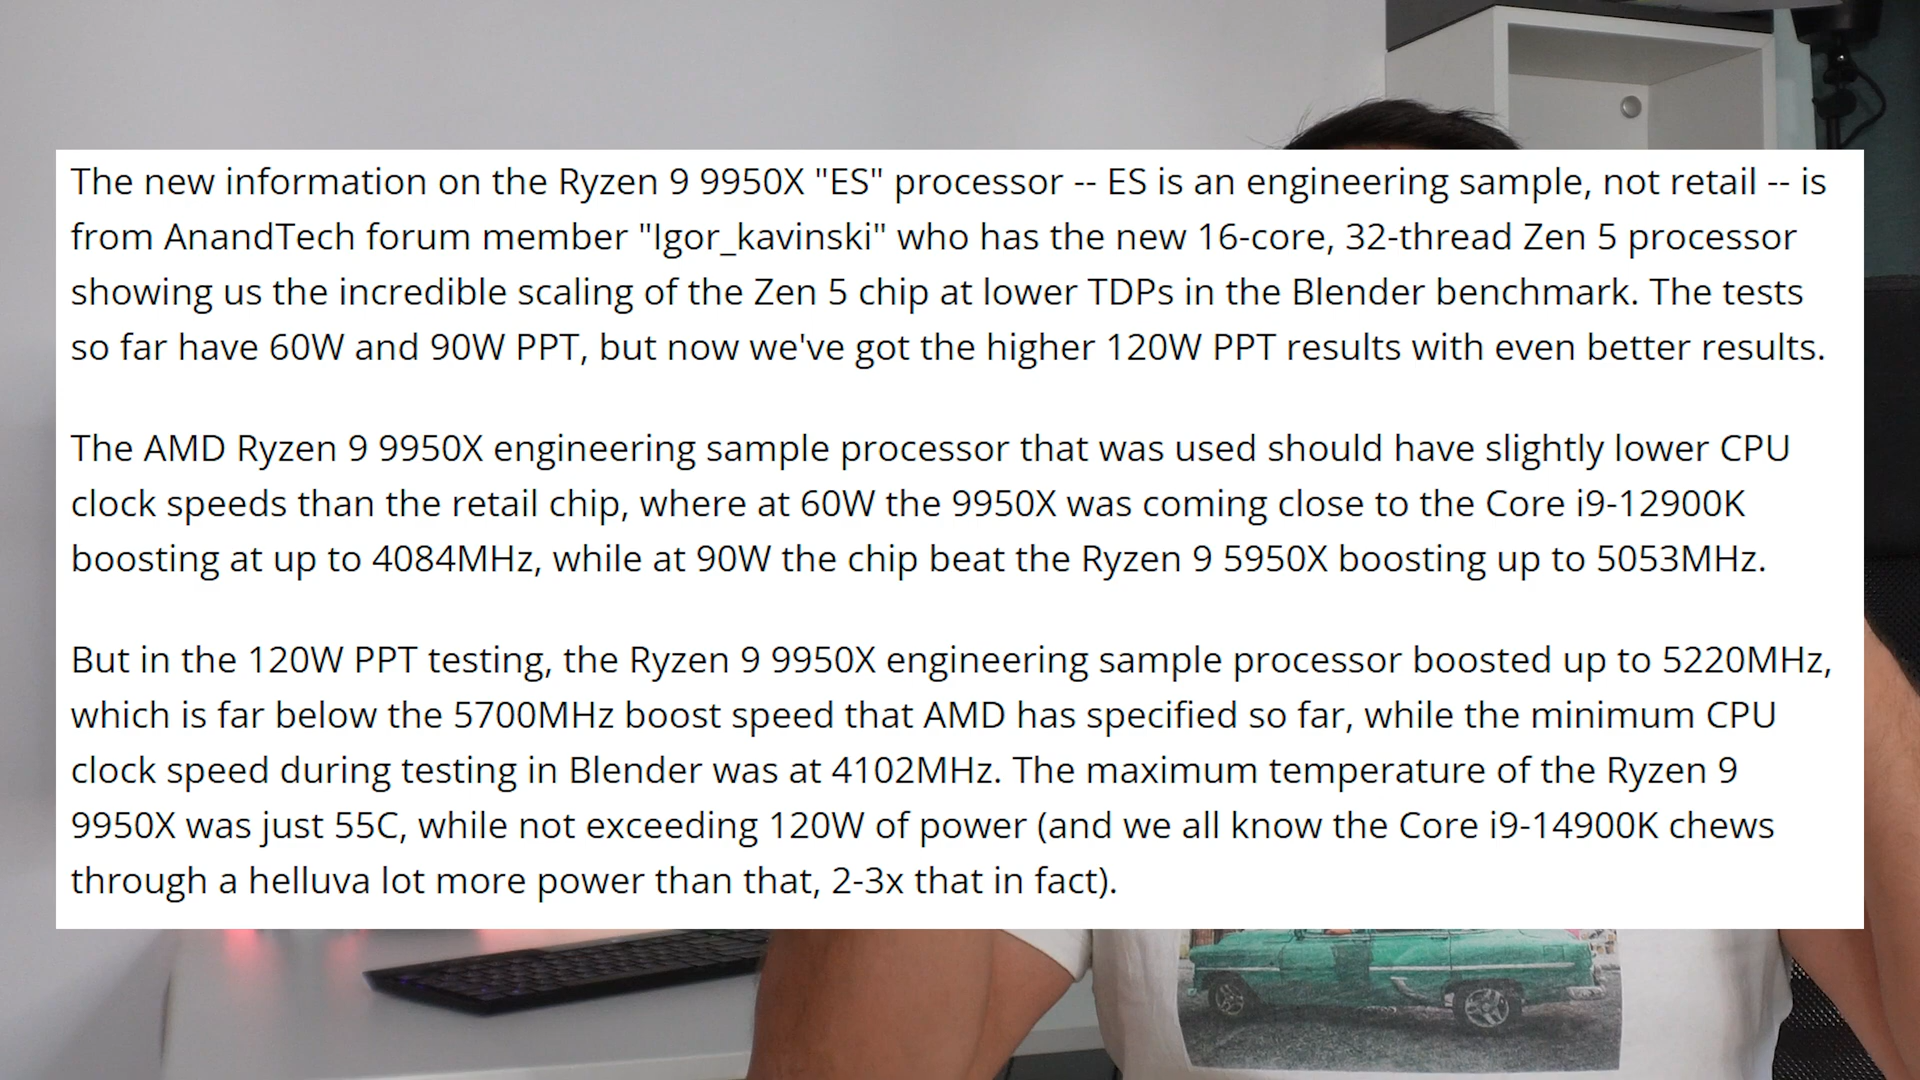 The new information on the Ryzen 9 9950X "ES" processor -- ES is an engineering sample, not retail -- is
from AnandTech forum member "Igor_kavinski" who has the new 16-core, 32-thread Zen 5 processor
showing us the incredible scaling of the Zen 5 chip at lower TDPs in the Blender benchmark. The tests
so far have 60W and 90W PPT, but now we've got the higher 120W PPT results with even better results.
The AMD Ryzen 9 9950X engineering sample processor that was used should have slightly lower CPU
clock speeds than the retail chip, where at 60W the 9950X was coming close to the Core i9-12900K
boosting at up to 4084MHz, while at 90W the chip beat the Ryzen 9 5950X boosting up to 5053MHz.
But in the 120W PPT testing, the Ryzen 9 9950X engineering sample processor boosted up to 5220MHz,
which is far below the 5700MHz boost speed that AMD has specified so far, while the minimum CPU
clock speed during testing in Blender was at 4102MHz. The maximum temperature of the Ryzen 9
9950X was just 55C, while not exceeding 120W of power (and we all know the Core i9-14900K chews
through a helluva lot more power than that, 2-3x that in fact).